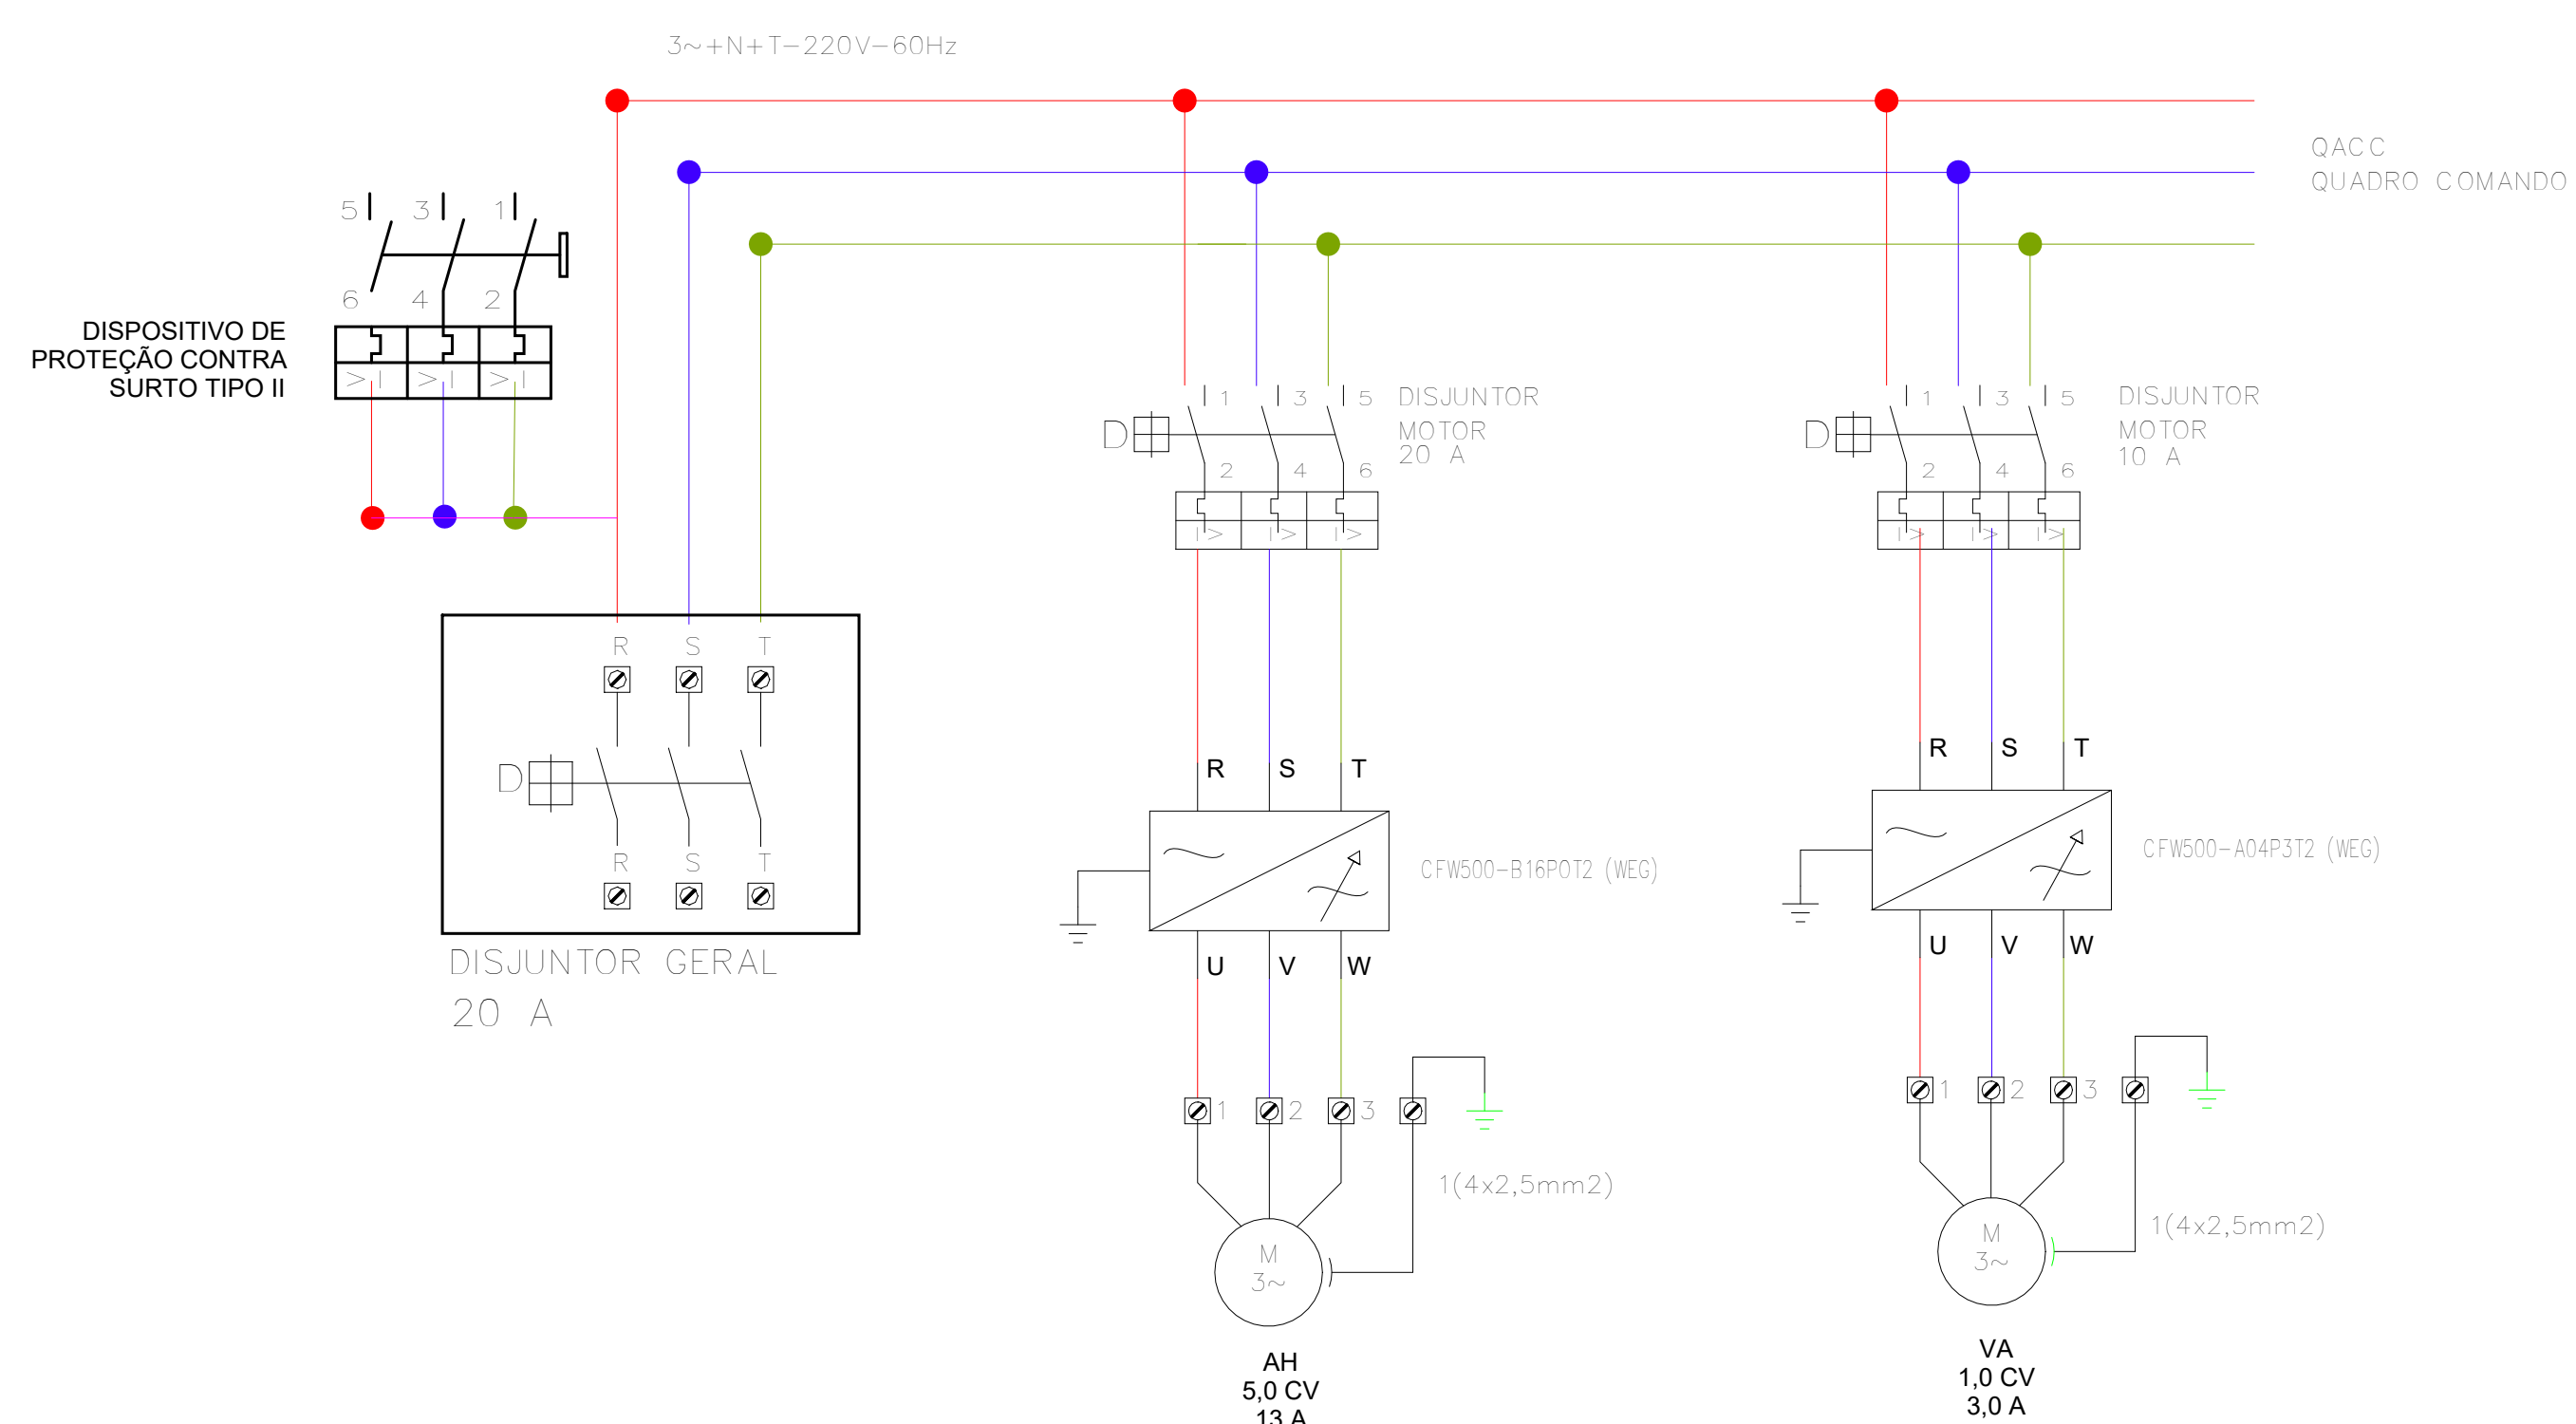 3~+N+T-220V-60Hz
QACC
QUADRO COMANDO
5 3 1
6 4 2
DISPOSITIVO DE
PROTEÇÃO CONTRA
SURTO TIPO II
> I > I > I
R S T
D
R S T
DISJUNTOR GERAL
20 A
1 3 5
D
2 4 6
I > I > I >
DISJUNTOR
MOTOR
20 A
R S T
CFW500-B16P0T2 (WEG)
U V W
1 2 3
1(4x2,5mm2)
M
3~
AH
5,0 CV
13 A
1 3 5
D
2 4 6
I > I > I >
DISJUNTOR
MOTOR
10 A
R S T
CFW500-A04P3T2 (WEG)
U V W
1 2 3
1(4x2,5mm2)
M
3~
VA
1,0 CV
3,0 A